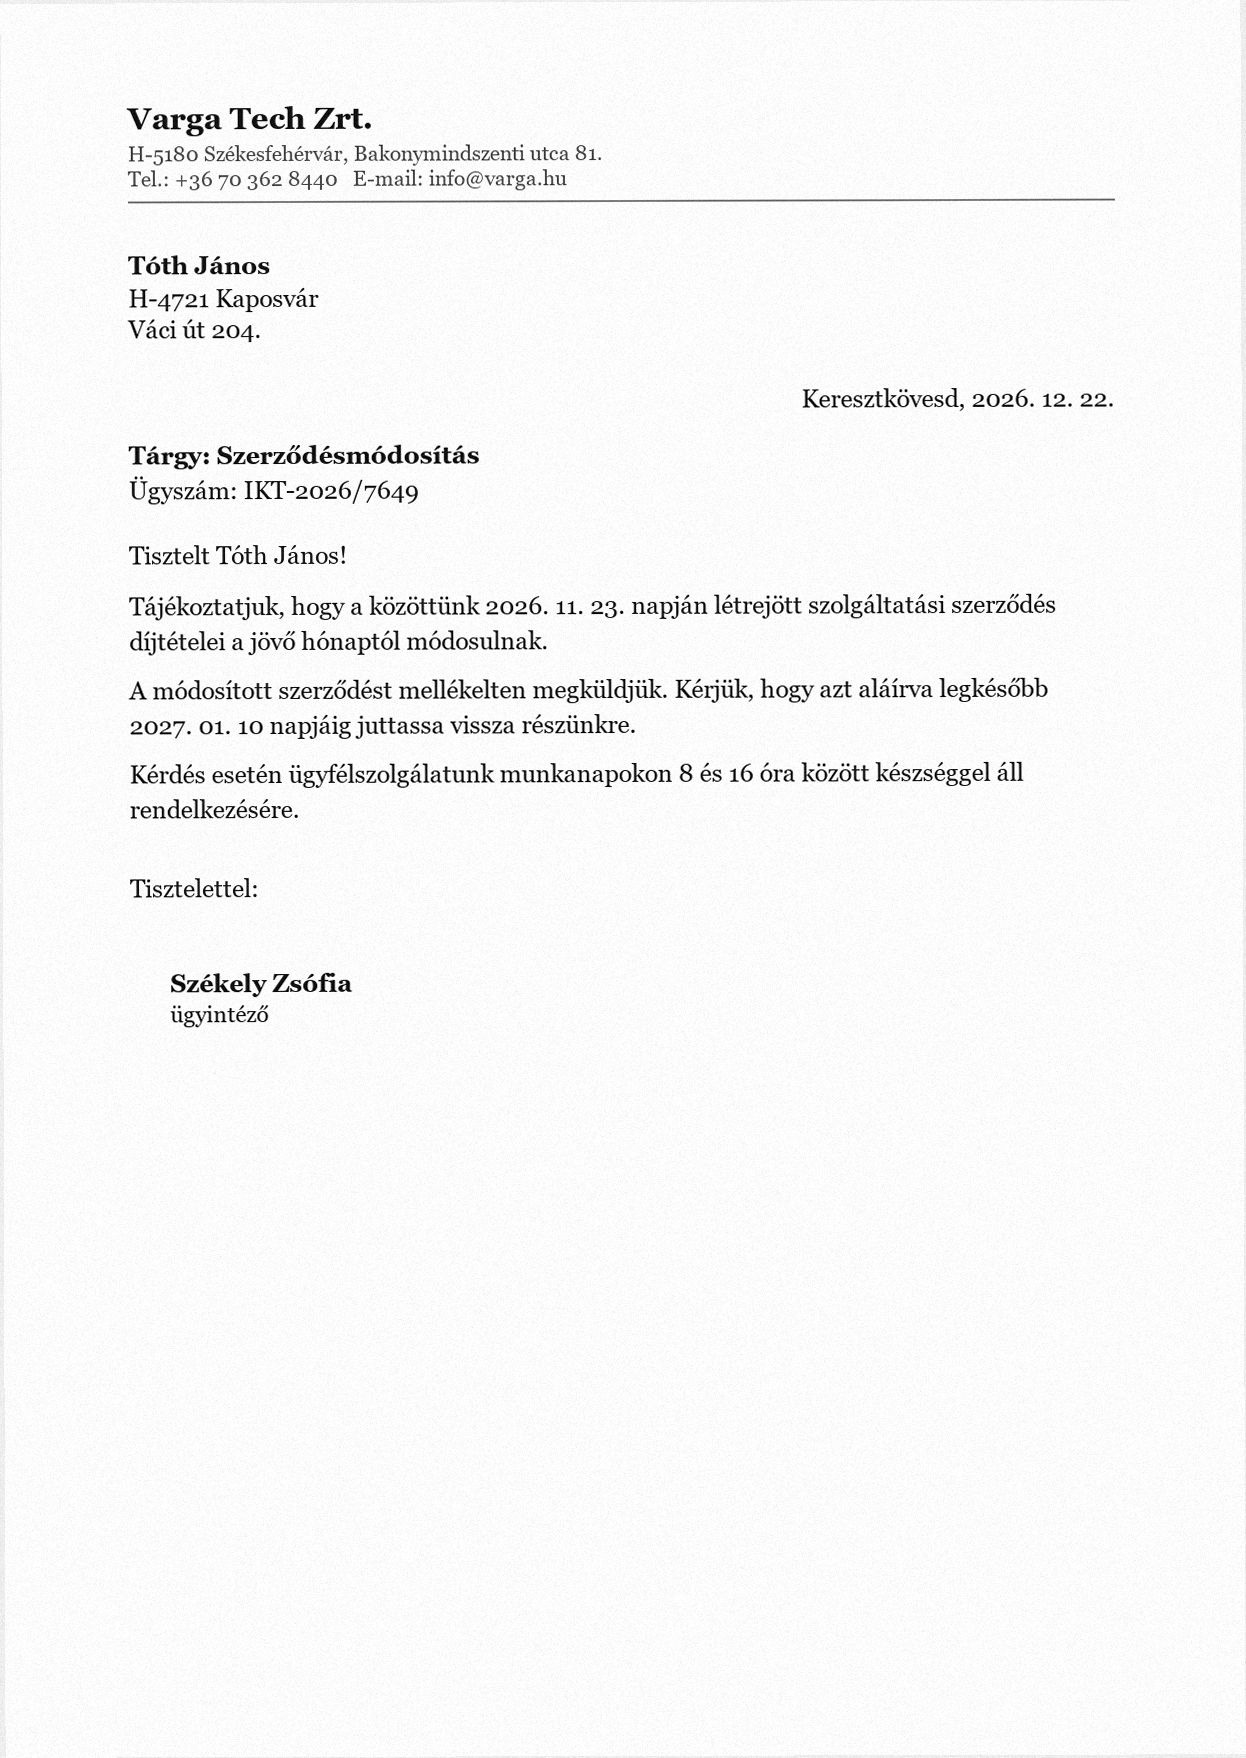 Varga Tech Zrt.
H-5180 Székesfehérvár, Bakonymindszenti utca 81.
Tel.: +36 70 362 8440 E-mail: info@varga.hu
Tóth János
H-4721 Kaposvár
Váci út 204.
Keresztkövesd, 2026. 12. 22.
Tárgy: Szerződésmódosítás
Ügyszám: IKT-2026/7649
Tisztelt Tóth János!
Tájékoztatjuk, hogy a közöttünk 2026. 11. 23. napján létrejött szolgáltatási szerződés
díjtételei a jövő hónaptól módosulnak.
A módosított szerződést mellékelten megküldjük. Kérjük, hogy azt aláírva legkésőbb
2027. 01. 10 napjáig juttassa vissza részünkre.
Kérdés esetén ügyfélszolgálatunk munkanapokon 8 és 16 óra között készséggel áll
rendelkezésére.
Tisztelettel:
Székely Zsófia
ügyintéző